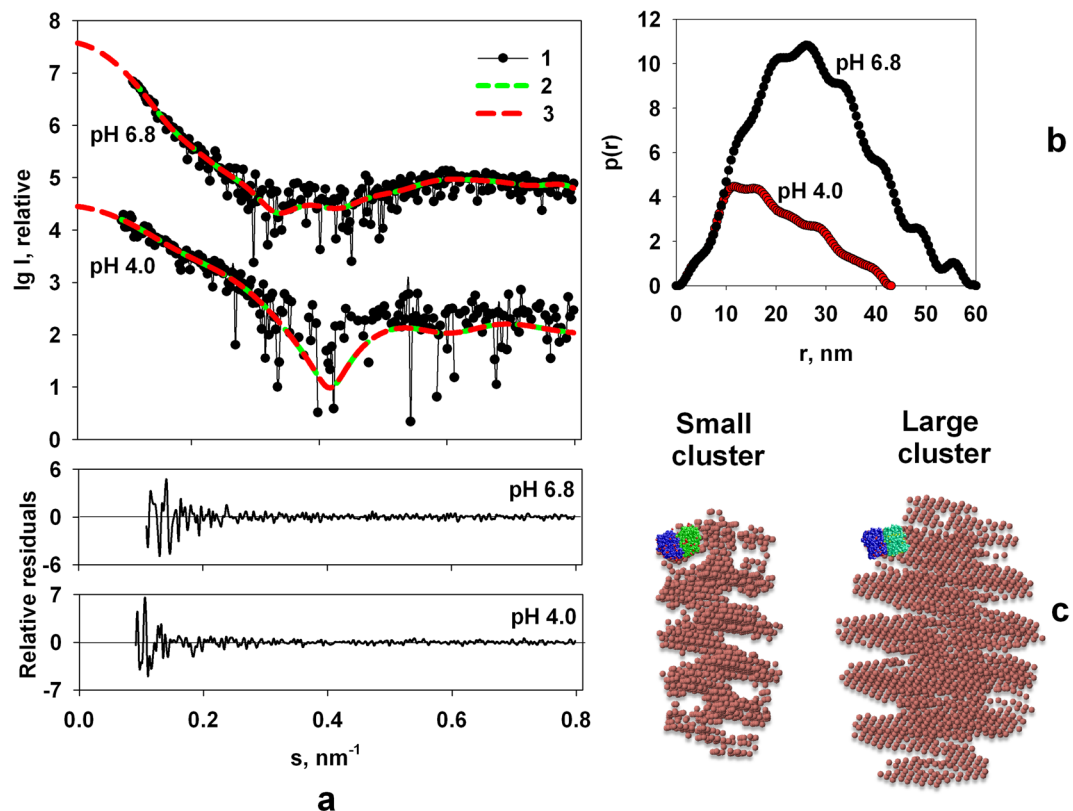 8
7
6
5
4
3
2
1
0
lg I, relative
pH 6.8
pH 4.0
1
2
3
6
0
-6
pH 6.8
7
0
-7
pH 4.0
Relative residuals
0.0 0.2 0.4 0.6 0.8
s, nm-1
a
12
10
8
6
4
2
0
p(r)
pH 6.8
pH 4.0
0 10 20 30 40 50 60
r, nm
b
Small
cluster
Large
cluster
c